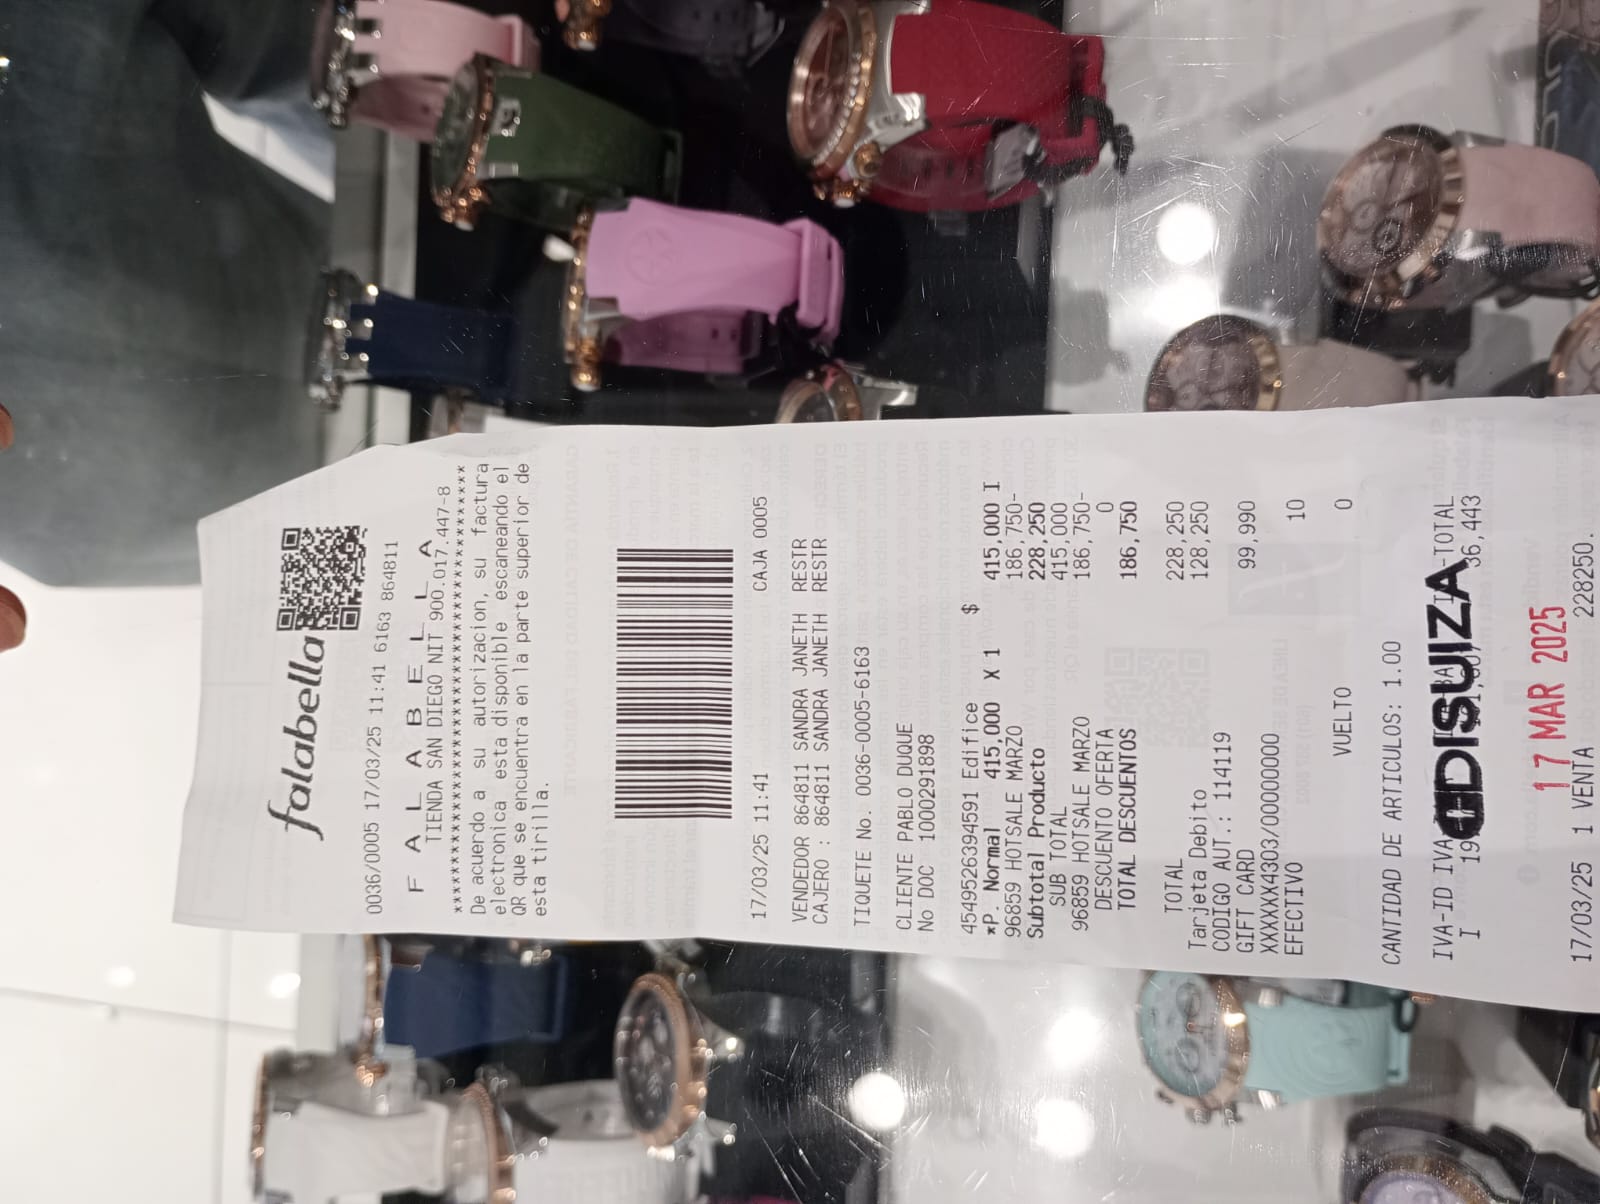 falabella
0036/0005 17/03/25 11:41 6163 864811
F A L A B E L L A
TIENDA SAN DIEGO NIT 900.017.447-8
****************************************
De acuerdo a su autorizacion, su factura
electronica esta disponible escaneando el
QR que se encuentra en la parte superior de
esta tirilla.
17/03/25 11:41 CAJA 0005
VENDEDOR 864811 SANDRA JANETH RESTR
CAJERO : 864811 SANDRA JANETH RESTR
TIQUETE No. 0036-0005-6163
CLIENTE PABLO DUQUE
No DOC 1000291898
4549526394591 Edifice $
*P. Normal 415,000 X 1 415,000 I
96859 HOTSALE MARZO 186,750-
Subtotal Producto 228,250
SUB TOTAL 415,000
96859 HOTSALE MARZO 186,750-
DESCUENTO OFERTA 0
TOTAL DESCUENTOS 186,750
TOTAL 228,250
Tarjeta Debito 128,250
CODIGO AUT.: 114119
GIFT CARD 99,990
XXXXXX4303/00000000
EFECTIVO 10
VUELTO 0
CANTIDAD DE ARTICULOS: 1.00
IVA-ID IVA TOTAL
I 19 36,443
DISUIZA
17 MAR 2025
17/03/25 1 VENTA 228250.